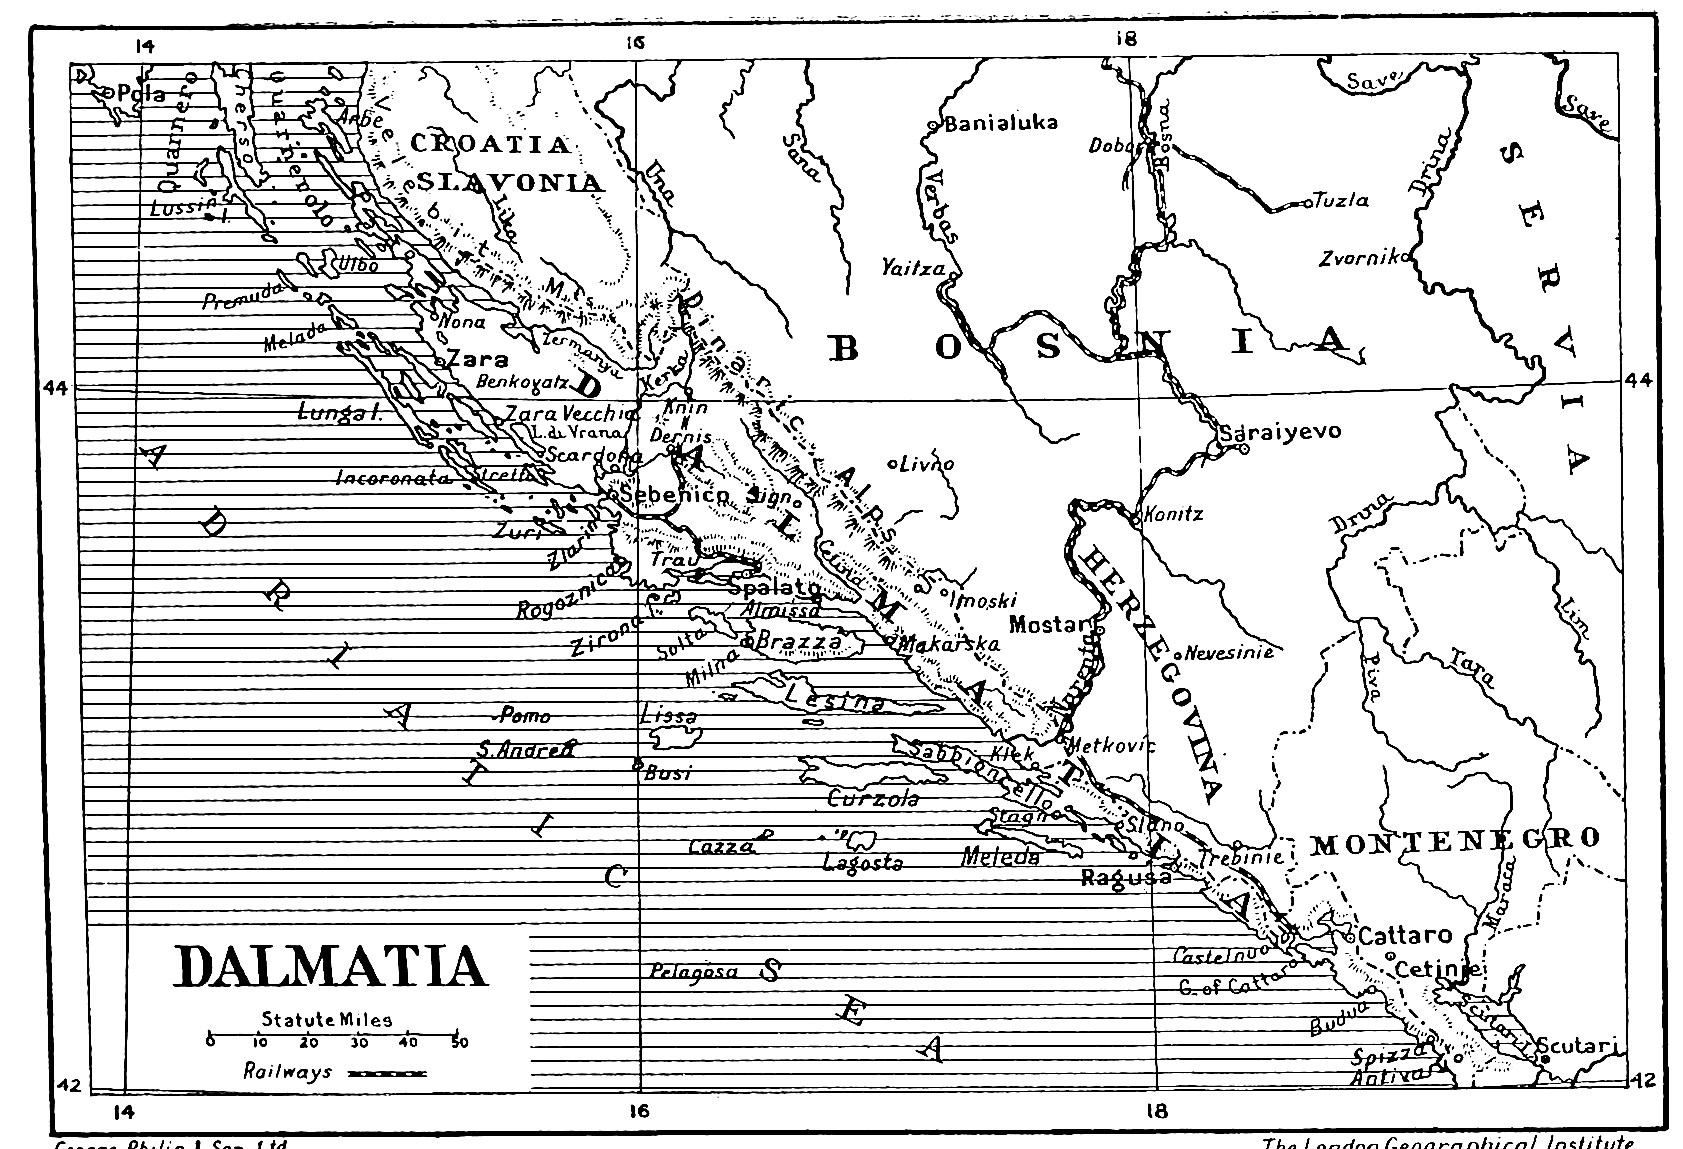 14 16 18
Pola
Quarnero
Cherso
Quarnerolo
Arbe
Velebit Mts
CROATIA
SLAVONIA
Lika
Una
Sana
Banialuka
Verbas
Yaitza
Dobor
Bosna
Save
Save
Drina
Tuzla
Zvornik
SERVIA
Lussin I.
Ulbo
Premuda
Melada
Nona
Zara
Zermanya
Benkovatz
Kerka
Dinaric Alps
BOSNIA
44
44
Lunga I.
Zara Vecchia
L. di Vrana
Knin
Dernis
Scardona
Incoronata
Stretto
Sebenico
Signo
Livno
Saraiyevo
Konitz
Drina
Zuri
Zlarin
Trau
Rogoznica
Cetina
Spalato
Almissa
Imoski
Zirona
Solta
Milna
Brazza
Makarska
Mostar
HERZEGOVINA
Nevesinie
Narenta
Lim
Piva
Tara
DALMATIA
ADRIATIC SEA
Lesina
Pomo
Lissa
S. Andrea
Busi
Sabbioncello
Klek
Metkovic
Curzola
Stagno
Slano
Cazza
Lagosta
Meleda
Ragusa
Trebinie
MONTENEGRO
Maraca
Castelnuovo
G. of Cattaro
Cattaro
Cetinje
Pelagosa
Budua
Scutari
Spizza
Antivari
Scutari
DALMATIA
Statute Miles
0 10 20 30 40 50
Railways
42
42
14 16 18
George Philip & Son, Ltd.
The London Geographical Institute